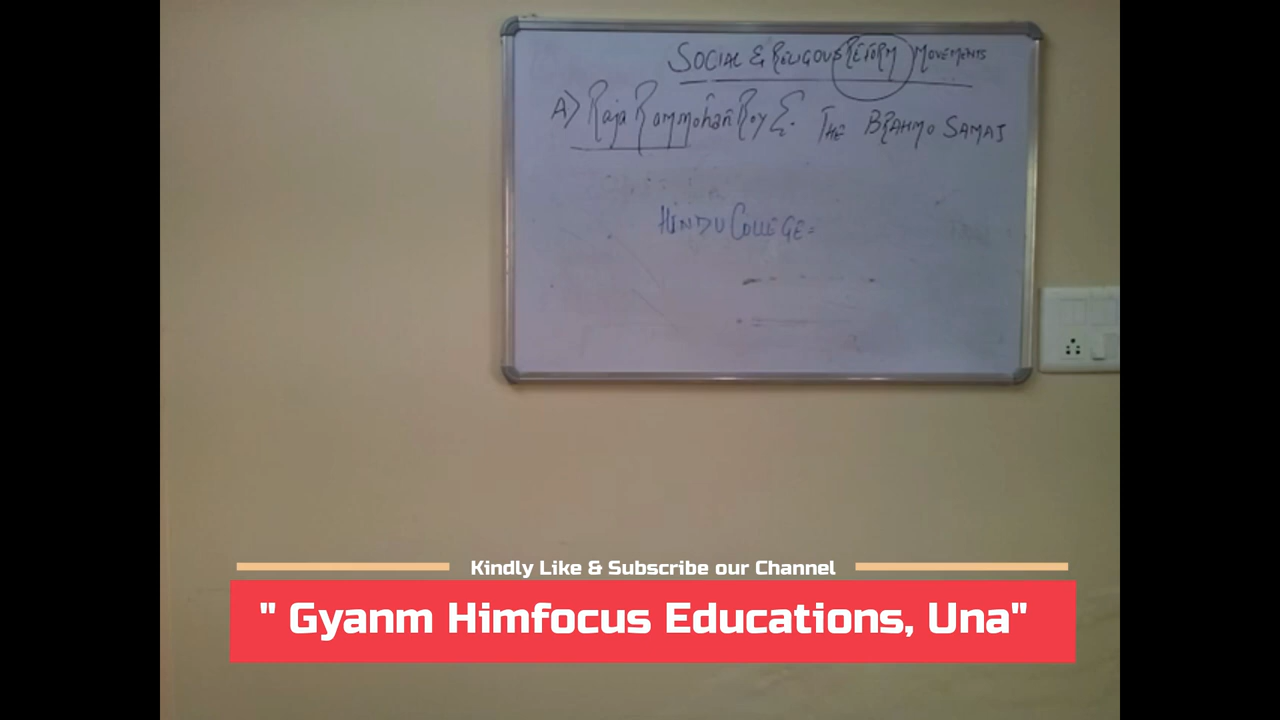 SOCIAL & RELIGOUS REFORM MOVEMENTS
A) Raja Rammohan Roy & THE BRAHMO SAMAJ
HINDU COLLEGE =
Kindly Like & Subscribe our Channel
" Gyanm Himfocus Educations, Una"